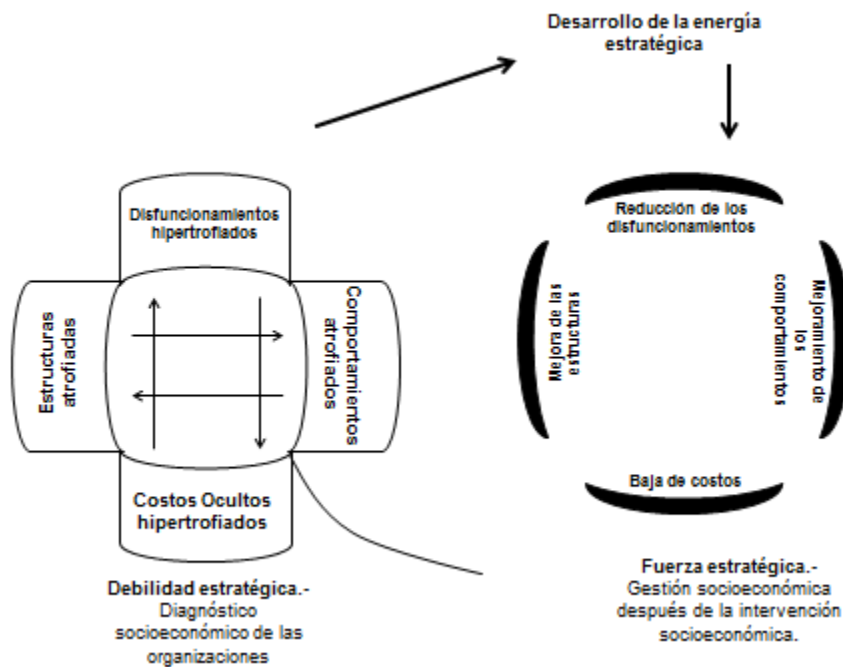 Desarrollo de la energía
estratégica
Disfuncionamientos
hipertrofiados
Estructuras
atrofiadas
Comportamientos
atrofiados
Costos Ocultos
hipertrofiados
Debilidad estratégica.-
Diagnóstico
socioeconómico de las
organizaciones
Reducción de los
disfuncionamientos
Mejora de las
estructuras
Mejoramiento de
los
comportamientos
Baja de costos
Fuerza estratégica.-
Gestión socioeconómica
después de la intervención
socioeconómica.